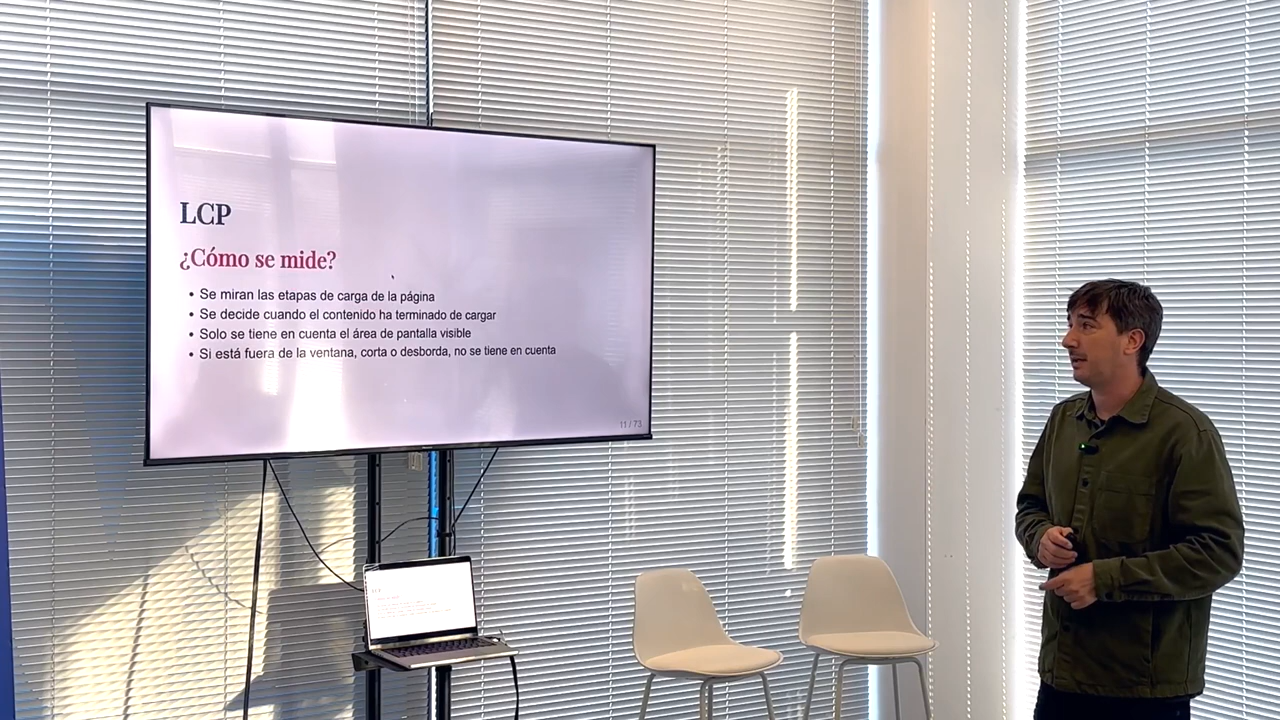 LCP
¿Cómo se mide?
• Se miran las etapas de carga de la página
• Se decide cuando el contenido ha terminado de cargar
• Solo se tiene en cuenta el área de pantalla visible
• Si está fuera de la ventana, corta o desborda, no se tiene en cuenta
11 / 73